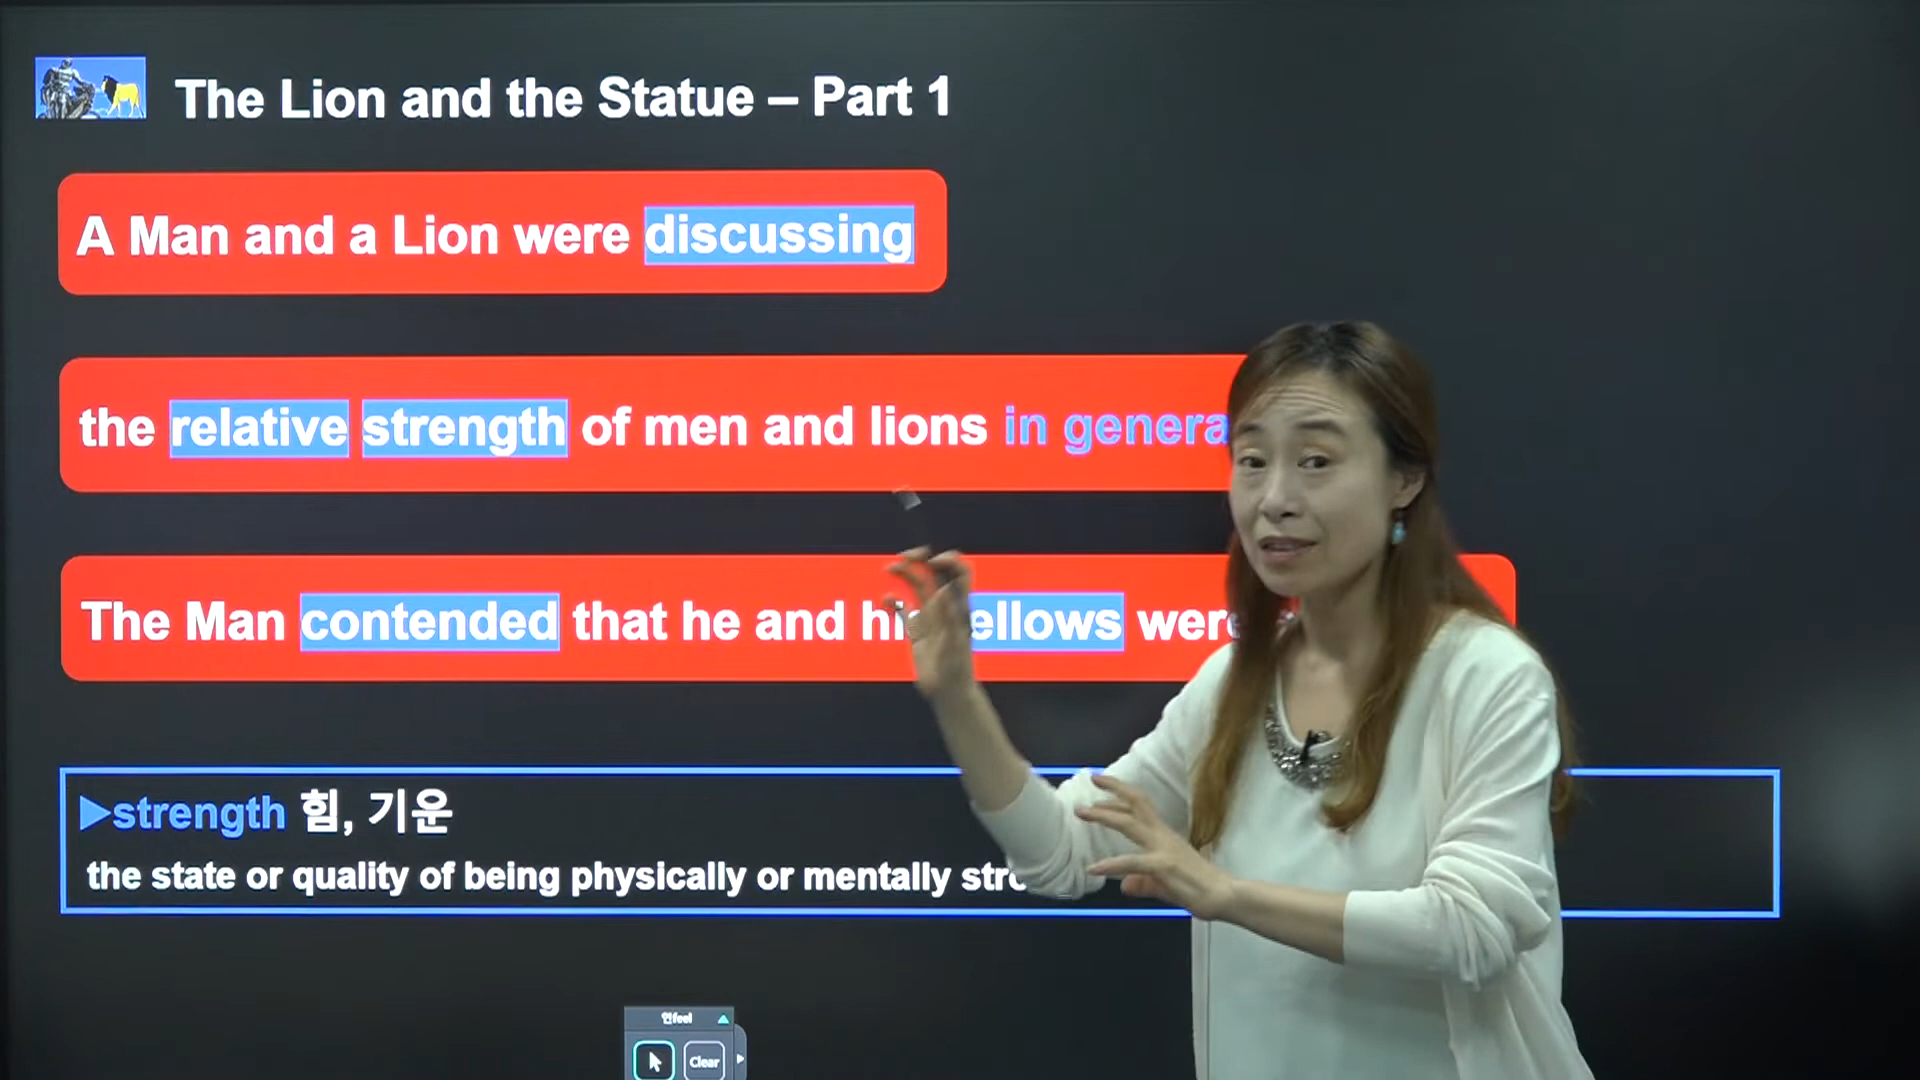 The Lion and the Statue – Part 1
A Man and a Lion were discussing
the relative strength of men and lions in
The Man contended that he and
▶strength 힘, 기운
the state or quality of being physically or mentally
Clear